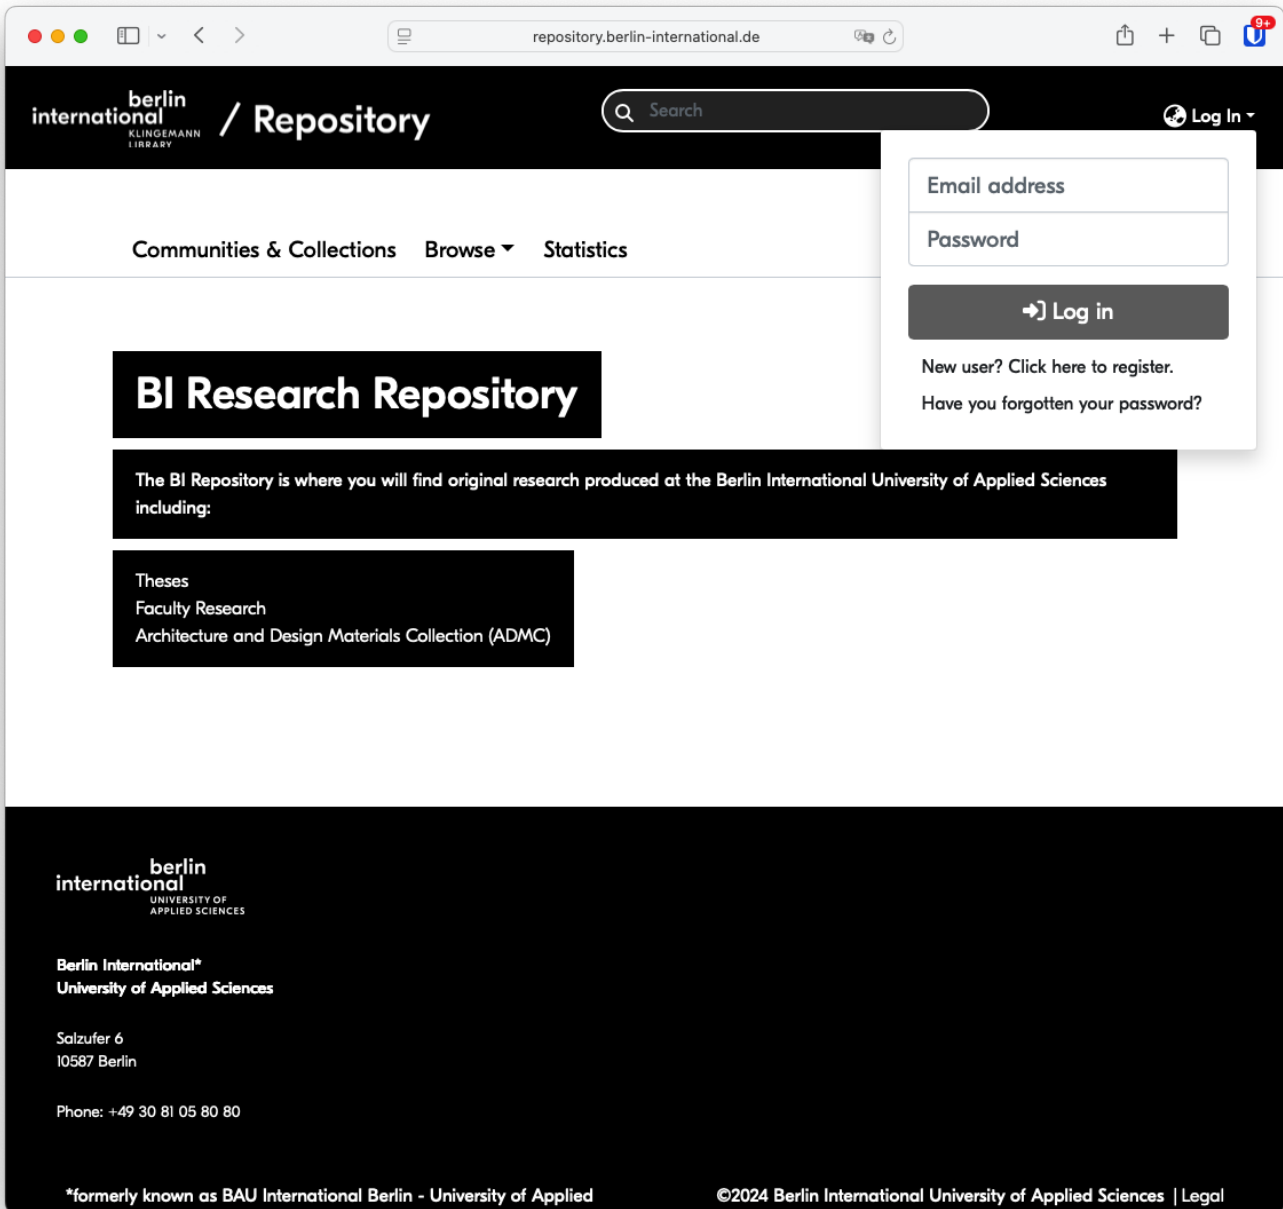 repository.berlin-international.de
9+
berlin
international
KLINGEMANN
LIBRARY
/ Repository
Search
Log In
Email address
Password
Log in
New user? Click here to register.
Have you forgotten your password?
Communities & Collections
Browse
Statistics
BI Research Repository
The BI Repository is where you will find original research produced at the Berlin International University of Applied Sciences
including:
Theses
Faculty Research
Architecture and Design Materials Collection (ADMC)
berlin
international
UNIVERSITY OF
APPLIED SCIENCES
Berlin International*
University of Applied Sciences
Salzufer 6
10587 Berlin
Phone: +49 30 81 05 80 80
*formerly known as BAU International Berlin - University of Applied
©2024 Berlin International University of Applied Sciences | Legal